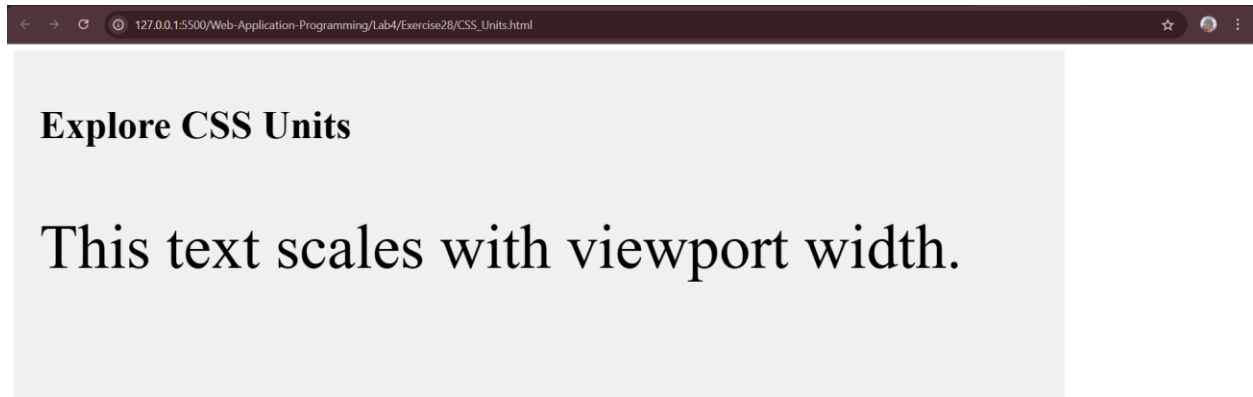 127.0.0.1:5500/Web-Application-Programming/Lab4/Exercise28/CSS_Units.html
Explore CSS Units
This text scales with viewport width.